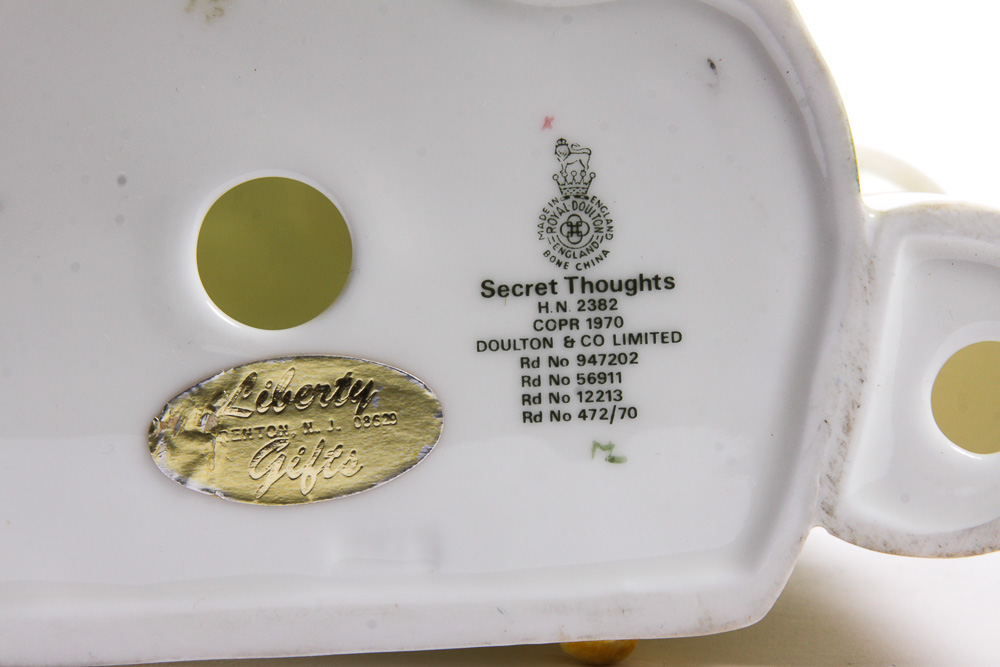 MADE IN ENGLAND
ROYAL DOULTON
ENGLAND
BONE CHINA
Secret Thoughts
H.N. 2382
COPR 1970
DOULTON & CO LIMITED
Rd No 947202
Rd No 56911
Rd No 12213
Rd No 472/70
Liberty
RENTON, N.J. 08629
Gifts